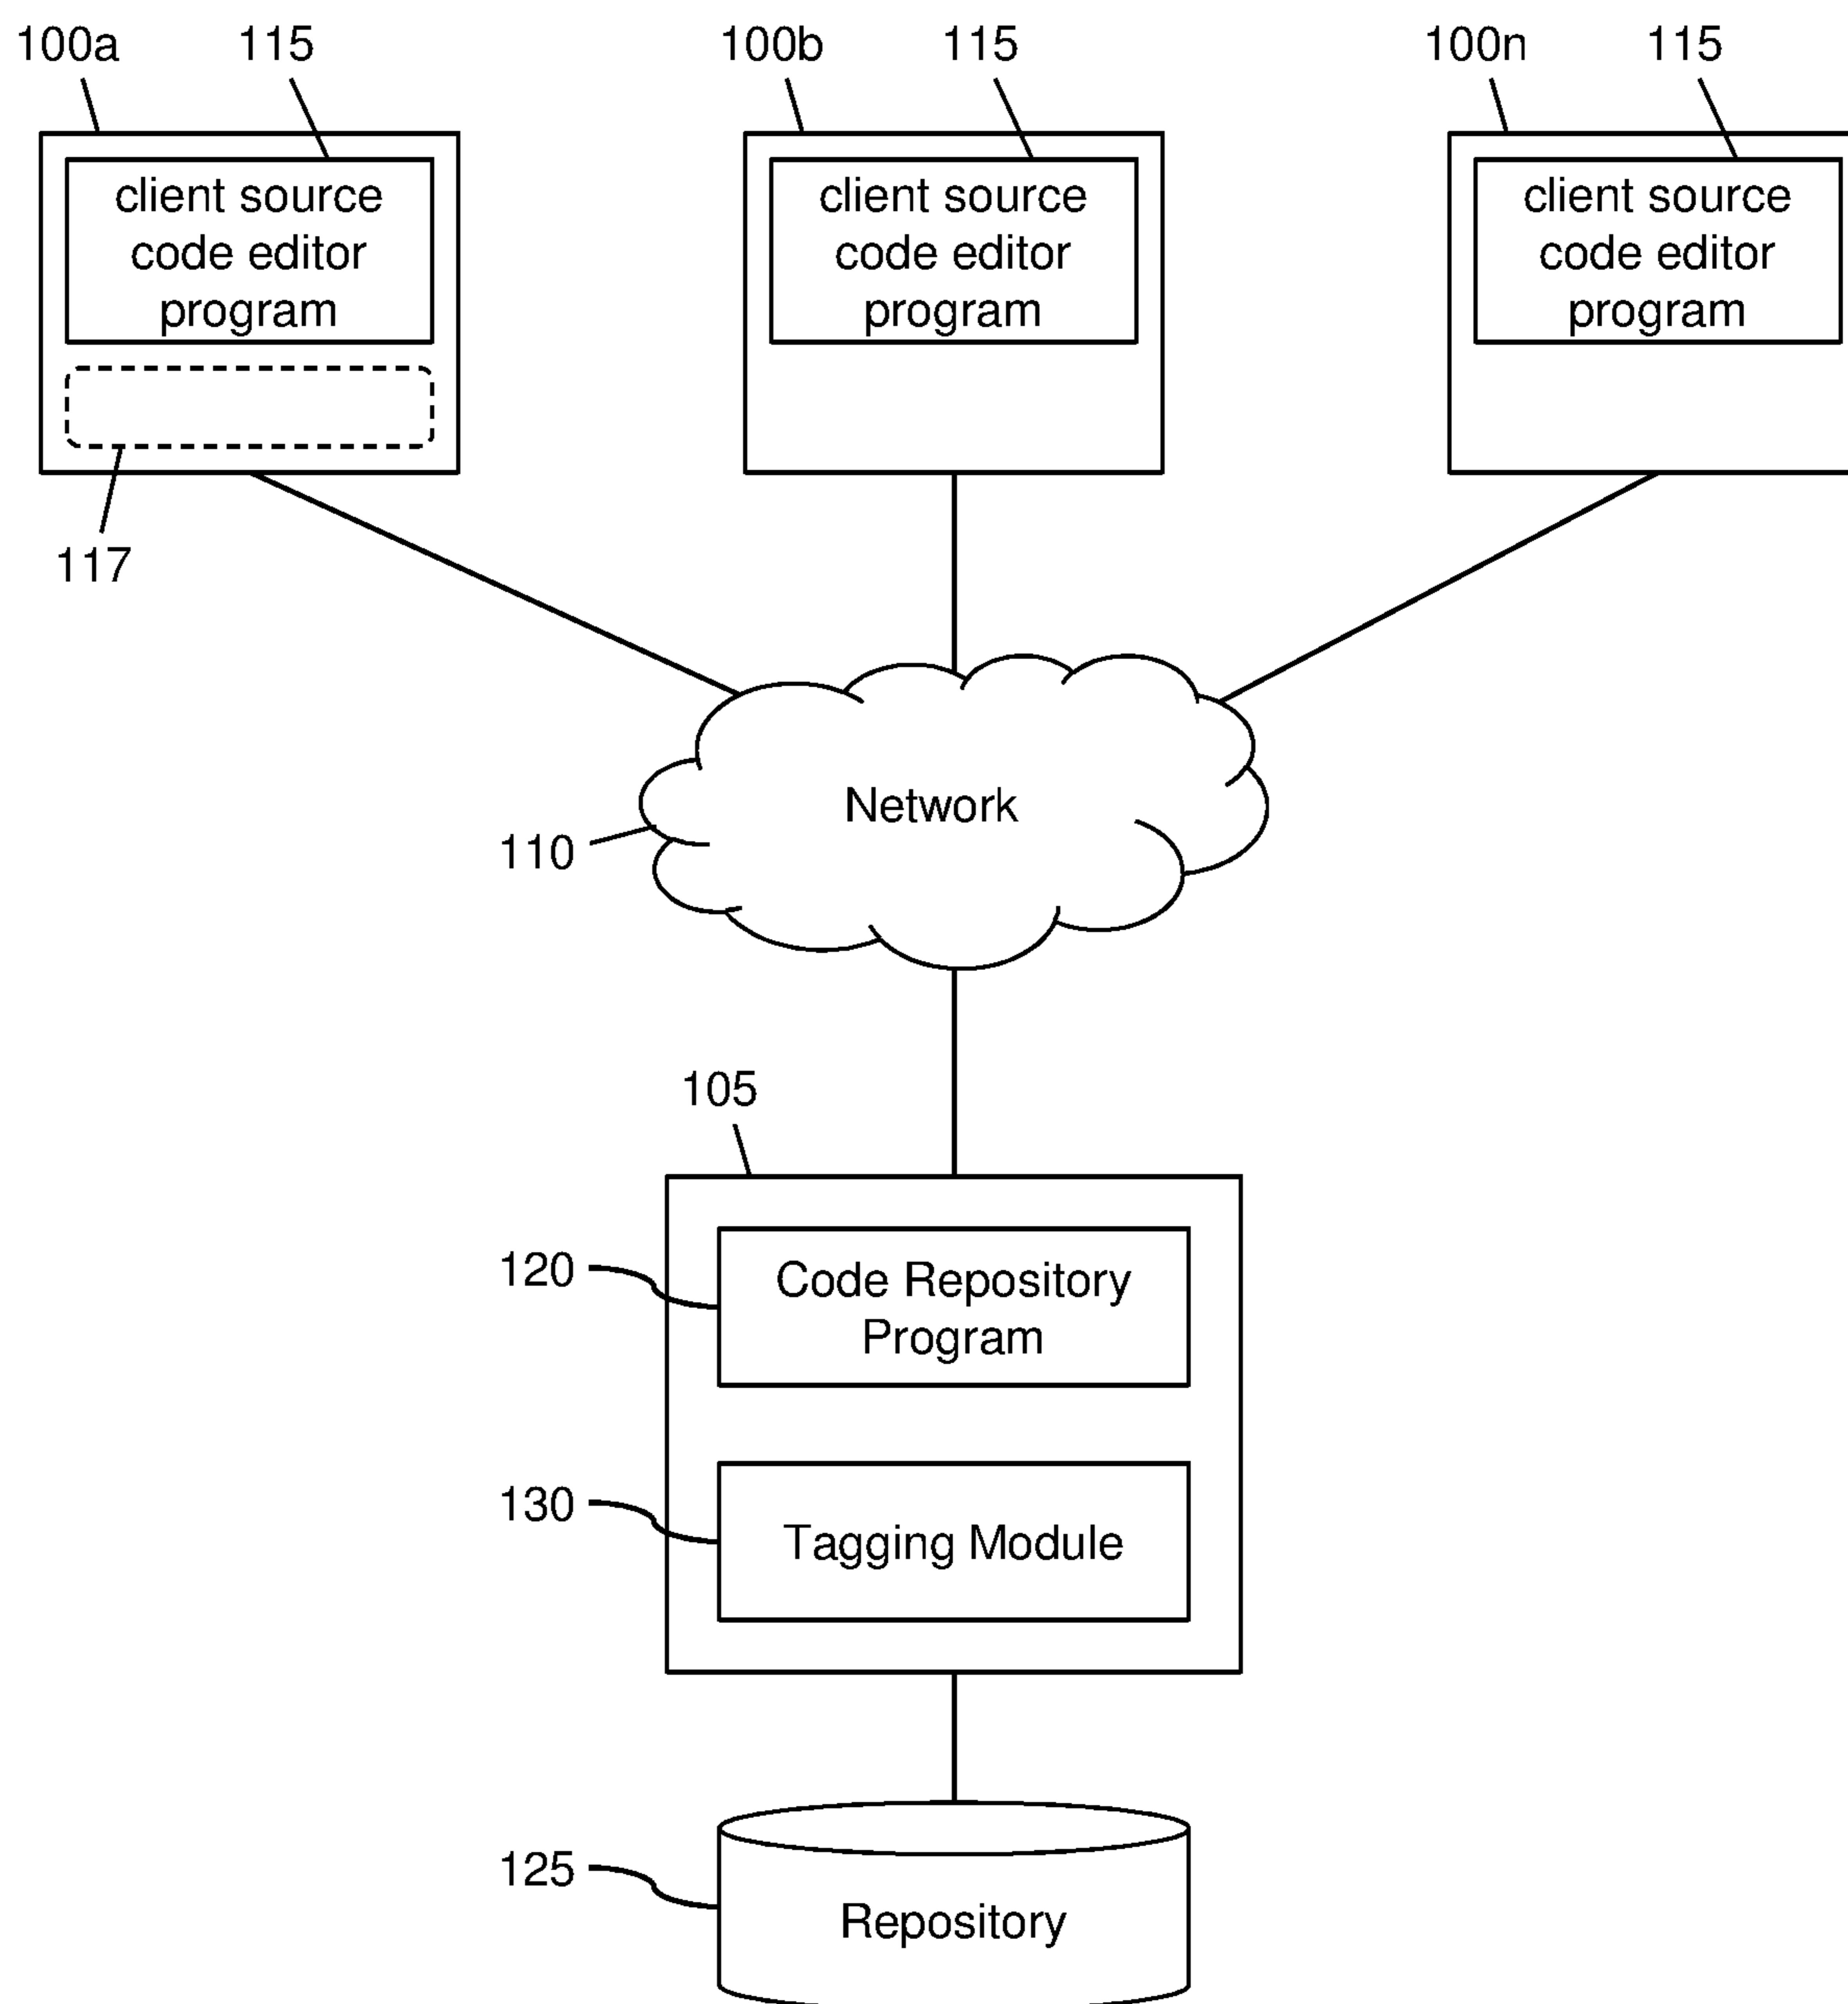 100a
115
100b
115
100n
115
client source
code editor
program
client source
code editor
program
client source
code editor
program
117
Network
110
105
120
Code Repository
Program
130
Tagging Module
125
Repository